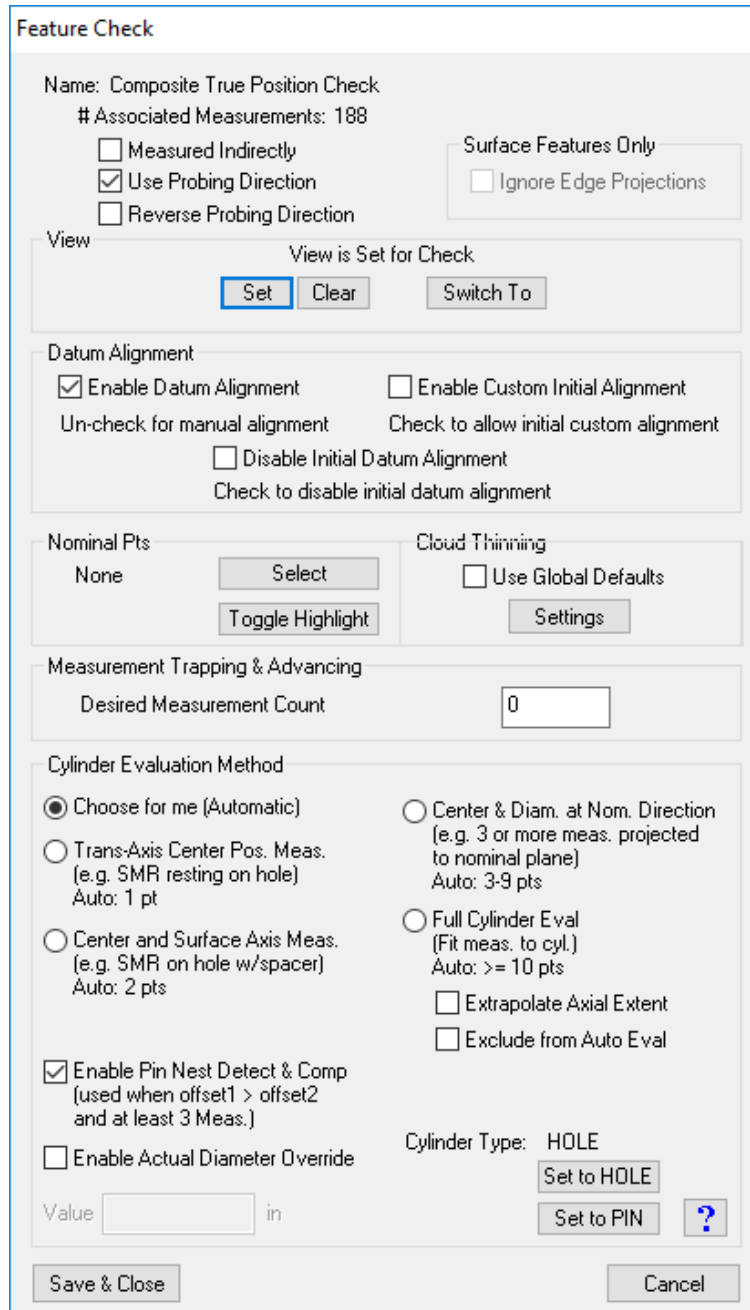 Feature Check
Name: Composite True Position Check
# Associated Measurements: 188
Measured Indirectly
Use Probing Direction
Reverse Probing Direction
Surface Features Only
Ignore Edge Projections
View
View is Set for Check
Set
Clear
Switch To
Datum Alignment
Enable Datum Alignment
Enable Custom Initial Alignment
Un-check for manual alignment
Check to allow initial custom alignment
Disable Initial Datum Alignment
Check to disable initial datum alignment
Nominal Pts
None
Select
Toggle Highlight
Cloud Thinning
Use Global Defaults
Settings
Measurement Trapping & Advancing
Desired Measurement Count
0
Cylinder Evaluation Method
Choose for me (Automatic)
Trans-Axis Center Pos. Meas.
(e.g. SMR resting on hole)
Auto: 1 pt
Center and Surface Axis Meas.
(e.g. SMR on hole w/spacer)
Auto: 2 pts
Center & Diam. at Nom. Direction
(e.g. 3 or more meas. projected
to nominal plane)
Auto: 3-9 pts
Full Cylinder Eval
(Fit meas. to cyl.)
Auto: >= 10 pts
Extrapolate Axial Extent
Exclude from Auto Eval
Enable Pin Nest Detect & Comp
(used when offset1 > offset2
and at least 3 Meas.)
Enable Actual Diameter Override
Value
in
Cylinder Type: HOLE
Set to HOLE
Set to PIN
?
Save & Close
Cancel